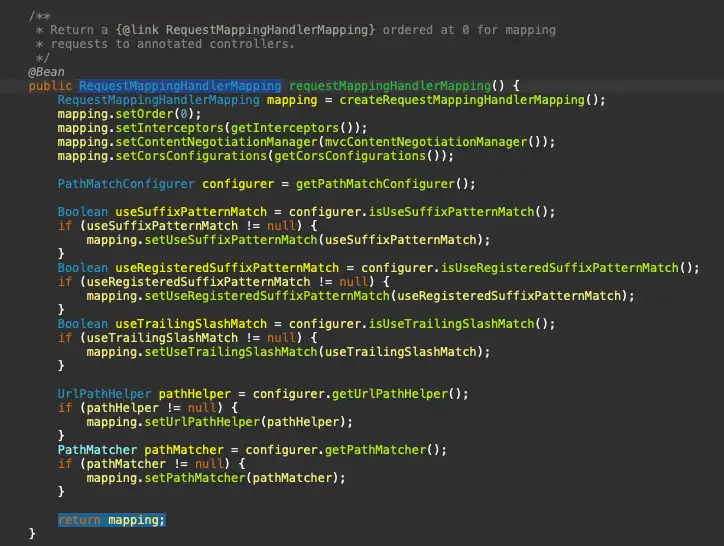 /**
 * Return a {@link RequestMappingHandlerMapping} ordered at 0 for mapping
 * requests to annotated controllers.
 */
@Bean
public RequestMappingHandlerMapping requestMappingHandlerMapping() {
    RequestMappingHandlerMapping mapping = createRequestMappingHandlerMapping();
    mapping.setOrder(0);
    mapping.setInterceptors(getInterceptors());
    mapping.setContentNegotiationManager(mvcContentNegotiationManager());
    mapping.setCorsConfigurations(getCorsConfigurations());

    PathMatchConfigurer configurer = getPathMatchConfigurer();

    Boolean useSuffixPatternMatch = configurer.isUseSuffixPatternMatch();
    if (useSuffixPatternMatch != null) {
        mapping.setUseSuffixPatternMatch(useSuffixPatternMatch);
    }
    Boolean useRegisteredSuffixPatternMatch = configurer.isUseRegisteredSuffixPatternMatch();
    if (useRegisteredSuffixPatternMatch != null) {
        mapping.setUseRegisteredSuffixPatternMatch(useRegisteredSuffixPatternMatch);
    }
    Boolean useTrailingSlashMatch = configurer.isUseTrailingSlashMatch();
    if (useTrailingSlashMatch != null) {
        mapping.setUseTrailingSlashMatch(useTrailingSlashMatch);
    }

    UrlPathHelper pathHelper = configurer.getUrlPathHelper();
    if (pathHelper != null) {
        mapping.setUrlPathHelper(pathHelper);
    }
    PathMatcher pathMatcher = configurer.getPathMatcher();
    if (pathMatcher != null) {
        mapping.setPathMatcher(pathMatcher);
    }

    return mapping;
}